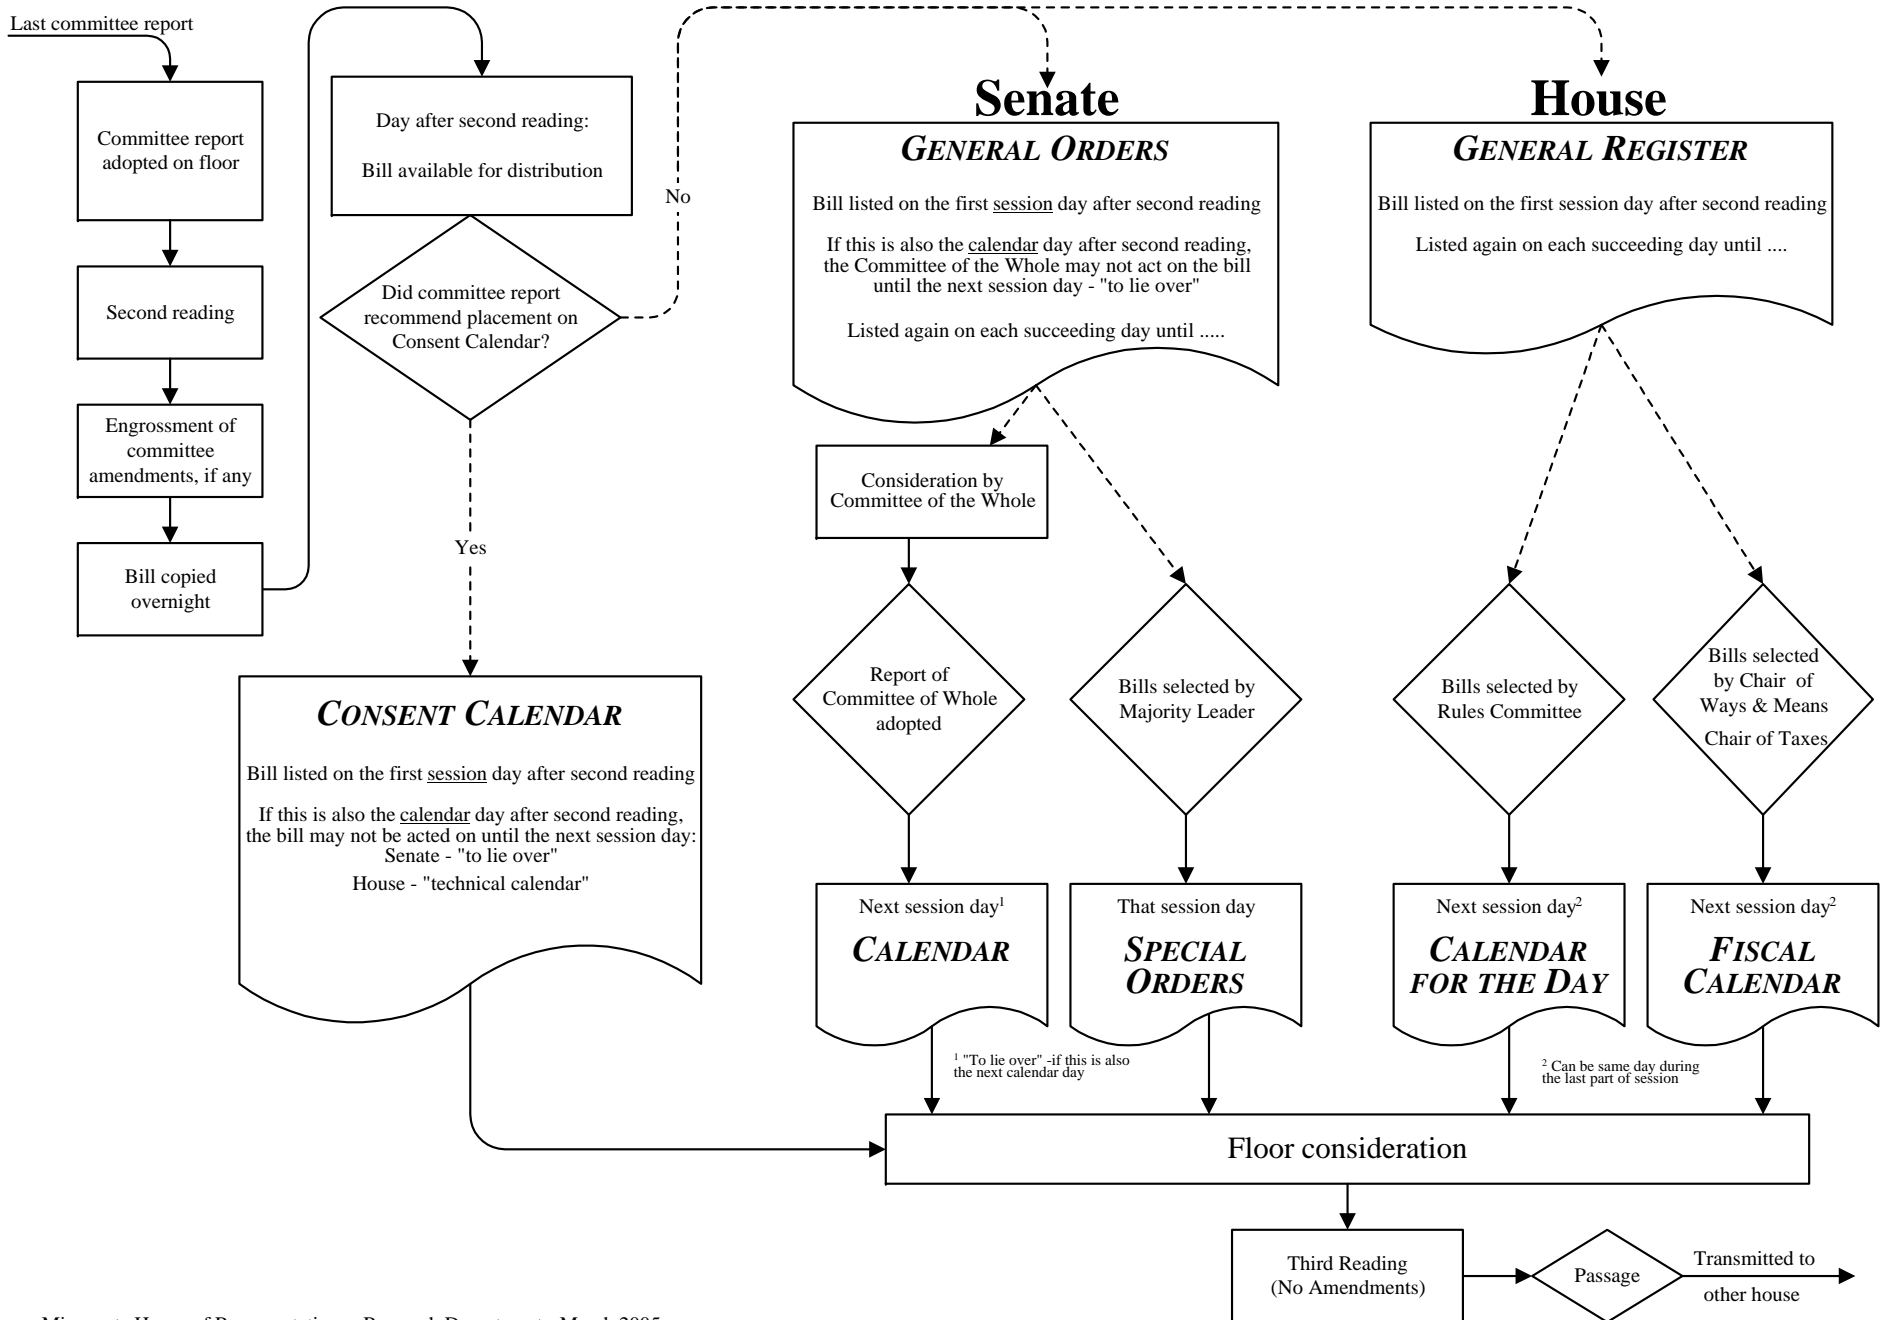 Last committee report
Committee report
adopted on floor
Second reading
Engrossment of
committee
amendments, if any
Bill copied
overnight
Day after second reading:
Bill available for distribution
Did committee report
recommend placement on
Consent Calendar?
No
Yes
CONSENT CALENDAR
Bill listed on the first session day after second reading
If this is also the calendar day after second reading,
the bill may not be acted on until the next session day:
Senate - "to lie over"
House - "technical calendar"
Senate
GENERAL ORDERS
Bill listed on the first session day after second reading
If this is also the calendar day after second reading,
the Committee of the Whole may not act on the bill
until the next session day - "to lie over"
Listed again on each succeeding day until .....
Consideration by
Committee of the Whole
Report of
Committee of Whole
adopted
Bills selected by
Majority Leader
Next session day¹
CALENDAR
That session day
SPECIAL
ORDERS
¹ "To lie over" -if this is also
the next calendar day
House
GENERAL REGISTER
Bill listed on the first session day after second reading
Listed again on each succeeding day until ....
Bills selected by
Rules Committee
Bills selected
by Chair of
Ways & Means
Chair of Taxes
Next session day²
CALENDAR
FOR THE DAY
Next session day²
FISCAL
CALENDAR
² Can be same day during
the last part of session
Floor consideration
Third Reading
(No Amendments)
Passage
Transmitted to
other house